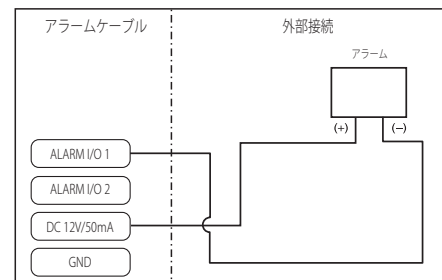 アラームケーブル
外部接続
アラーム
(+)
(−)
ALARM I/O 1
ALARM I/O 2
DC 12V/50mA
GND